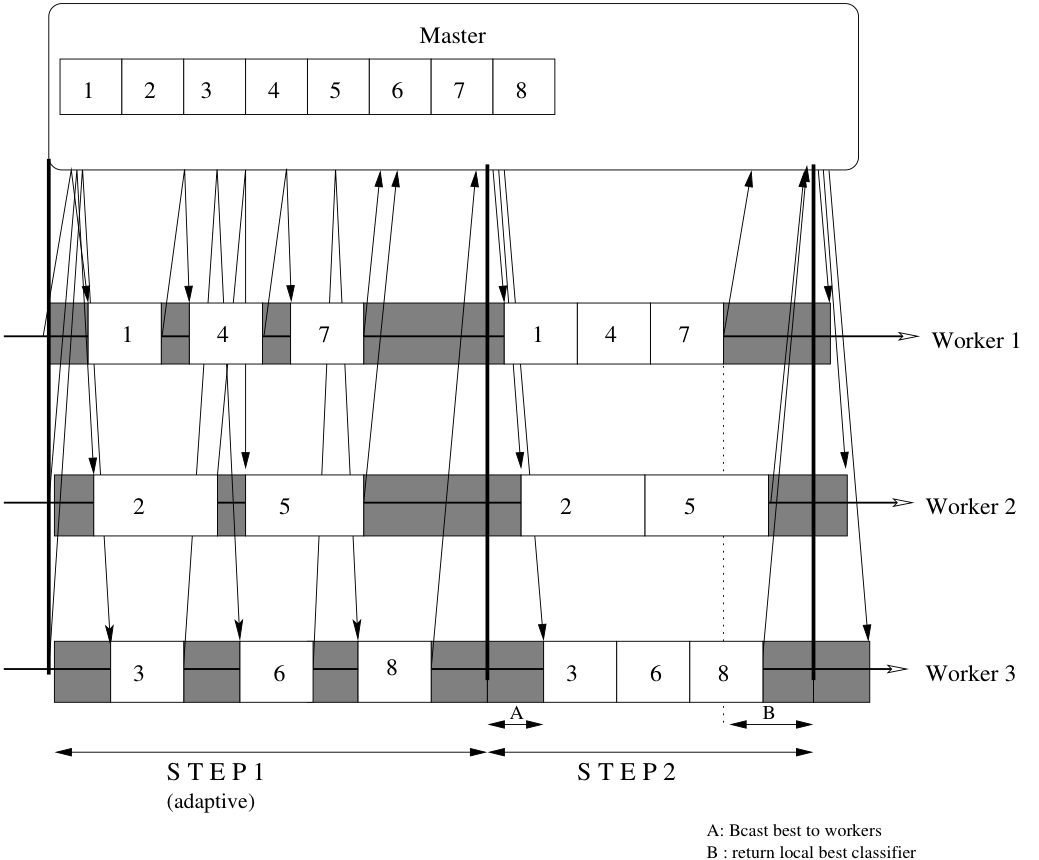 Master
1 2 3 4 5 6 7 8
1 4 7 1 4 7 Worker 1
2 5 2 5 Worker 2
3 6 8 3 6 8 Worker 3
A B
S T E P 1 S T E P 2
(adaptive)
A: Bcast best to workers
B : return local best classifier